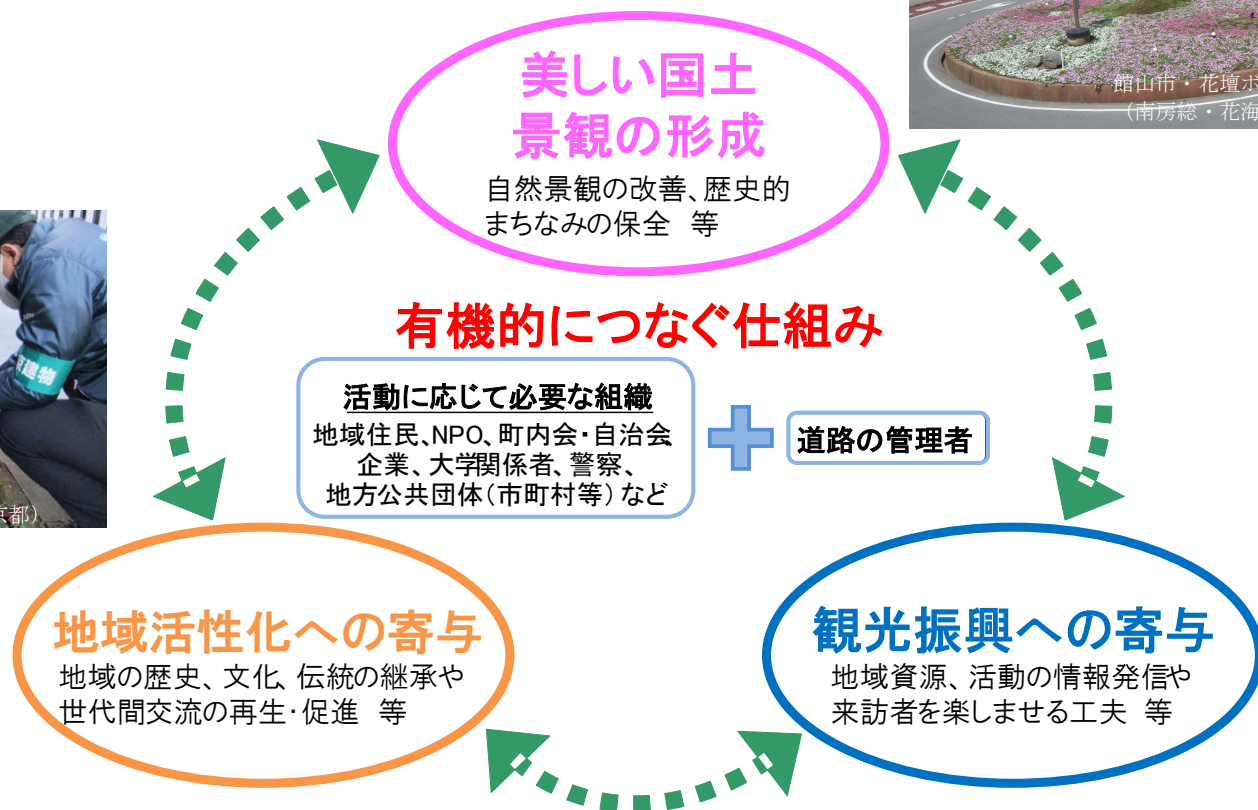 美しい国土
景観の形成
自然景観の改善、歴史的
まちなみの保全 等
館山市・花壇ボ
(南房総・花海
建物
京都)
有機的につなぐ仕組み
活動に応じて必要な組織
地域住民、NPO、町内会・自治会
企業、大学関係者、警察、
地方公共団体(市町村等)など
道路の管理者
地域活性化への寄与
地域の歴史、文化、伝統の継承や
世代間交流の再生・促進 等
観光振興への寄与
地域資源、活動の情報発信や
来訪者を楽しませる工夫 等